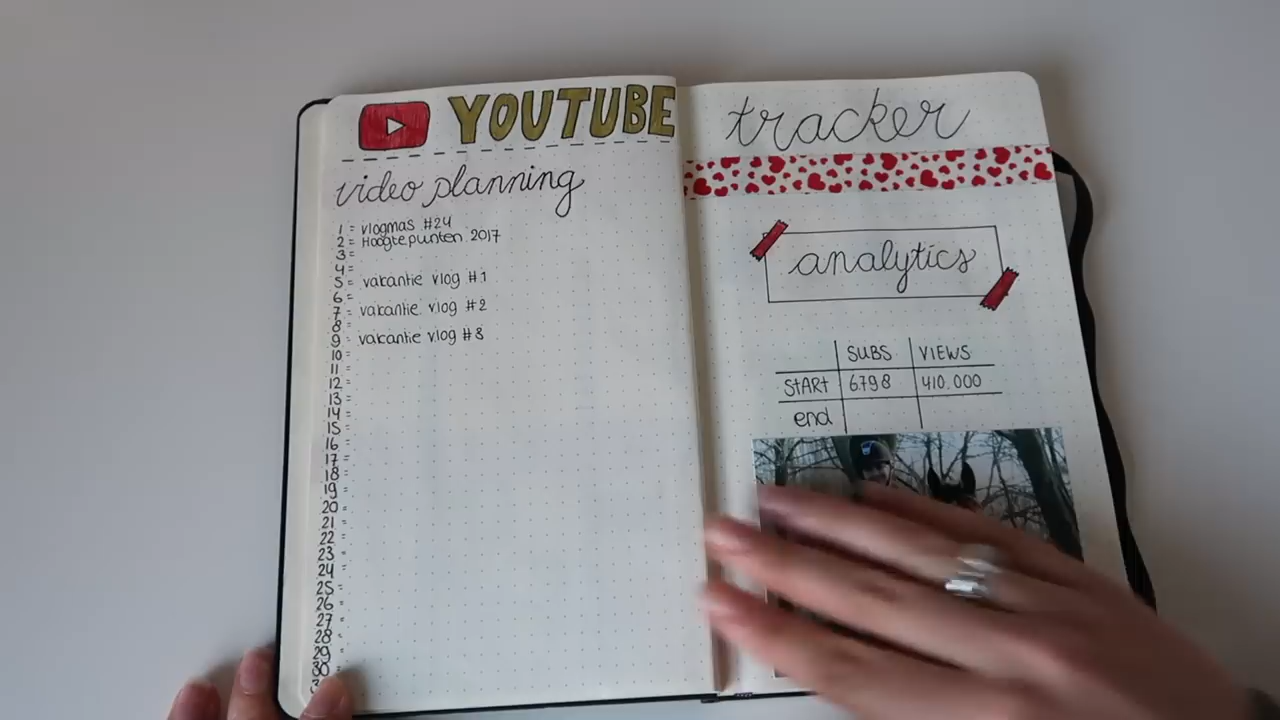 YOUTUBE
video planning
1 = vlogmas #24
2 = Hoogtepunten 2017
3 =
4 =
5 = vakantie vlog #1
6 =
7 = vakantie vlog #2
8 =
9 = vakantie vlog #3
10 =
11 =
12 =
13 =
14 =
15 =
16 =
17 =
18 =
19 =
20 =
21 =
22 =
23 =
24 =
25 =
26 =
27 =
28 =
29 =
30 =
tracker
analytics
SUBS VIEWS
START 6798 410.000
end